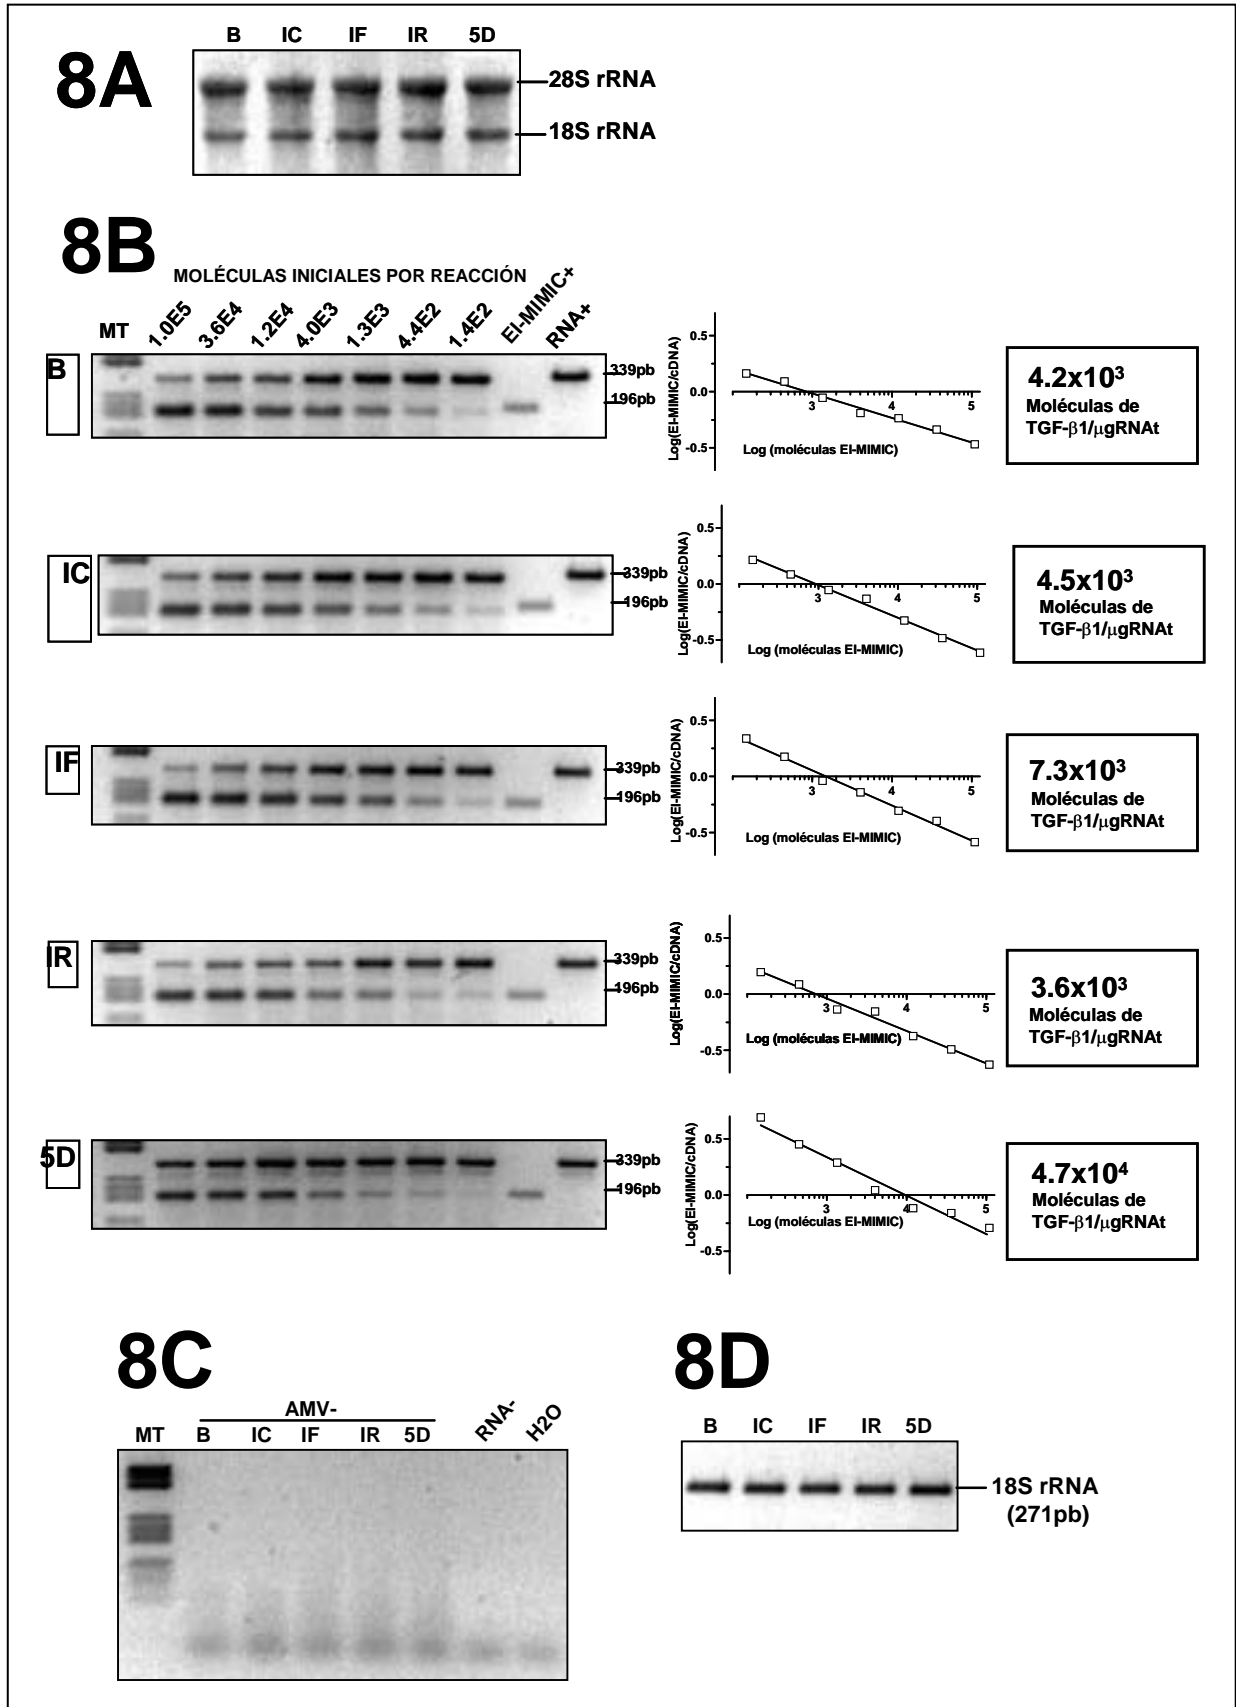 8A
B IC IF IR 5D
28S rRNA
18S rRNA
8B
MOLÉCULAS INICIALES POR REACCIÓN
MT 1.0E5 3.6E4 1.2E4 4.0E3 1.3E3 4.4E2 1.4E2 EI-MIMIC+ RNA+
B
339pb
196pb
Log(EI-MIMIC/cDNA)
0.5
0.0
-0.5
3 4 5
Log (moléculas EI-MIMIC)
4.2x10³
Moléculas de
TGF-β1/µgRNAt
IC
339pb
196pb
Log(EI-MIMIC/cDNA)
0.5
0.0
-0.5
3 4 5
Log (moléculas EI-MIMIC)
4.5x10³
Moléculas de
TGF-β1/µgRNAt
IF
339pb
196pb
Log(EI-MIMIC/cDNA)
0.5
0.0
-0.5
3 4 5
Log (moléculas EI-MIMIC)
7.3x10³
Moléculas de
TGF-β1/µgRNAt
IR
339pb
196pb
Log(EI-MIMIC/cDNA)
0.5
0.0
-0.5
3 4 5
Log (moléculas EI-MIMIC)
3.6x10³
Moléculas de
TGF-β1/µgRNAt
5D
339pb
196pb
Log(EI-MIMIC/cDNA)
0.5
0.0
-0.5
3 4 5
Log (moléculas EI-MIMIC)
4.7x10⁴
Moléculas de
TGF-β1/µgRNAt
8C
AMV-
MT B IC IF IR 5D RNA- H2O
8D
B IC IF IR 5D
18S rRNA
(271pb)